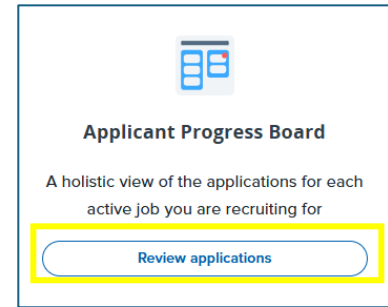 Applicant Progress Board
A holistic view of the applications for each
active job you are recruiting for
Review applications